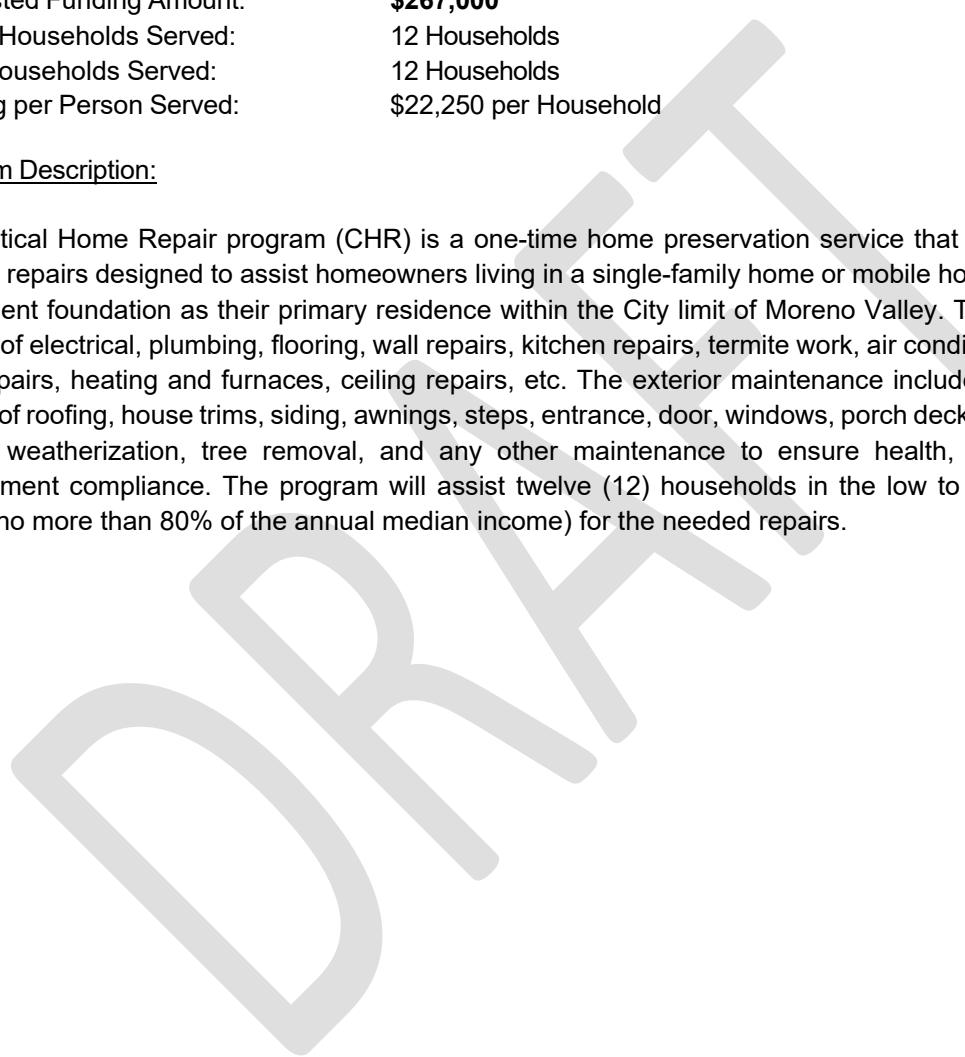 sted Funding Amount: $267,000
Households Served: 12 Households
ouseholds Served: 12 Households
g per Person Served: $22,250 per Household
m Description:
tical Home Repair program (CHR) is a one-time home preservation service that
repairs designed to assist homeowners living in a single-family home or mobile ho
ent foundation as their primary residence within the City limit of Moreno Valley. T
of electrical, plumbing, flooring, wall repairs, kitchen repairs, termite work, air condi
pairs, heating and furnaces, ceiling repairs, etc. The exterior maintenance include
of roofing, house trims, siding, awnings, steps, entrance, door, windows, porch deck
weatherization, tree removal, and any other maintenance to ensure health,
ment compliance. The program will assist twelve (12) households in the low to
no more than 80% of the annual median income) for the needed repairs.
DRAFT